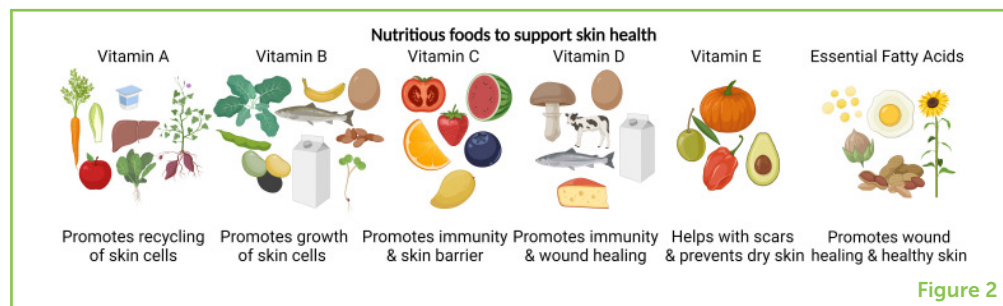 Nutritious foods to support skin health
Vitamin A
Vitamin B
Vitamin C
Vitamin D
Vitamin E
Essential Fatty Acids
Promotes recycling
of skin cells
Promotes growth
of skin cells
Promotes immunity
& skin barrier
Promotes immunity
& wound healing
Helps with scars
& prevents dry skin
Promotes wound
healing & healthy skin
Figure 2